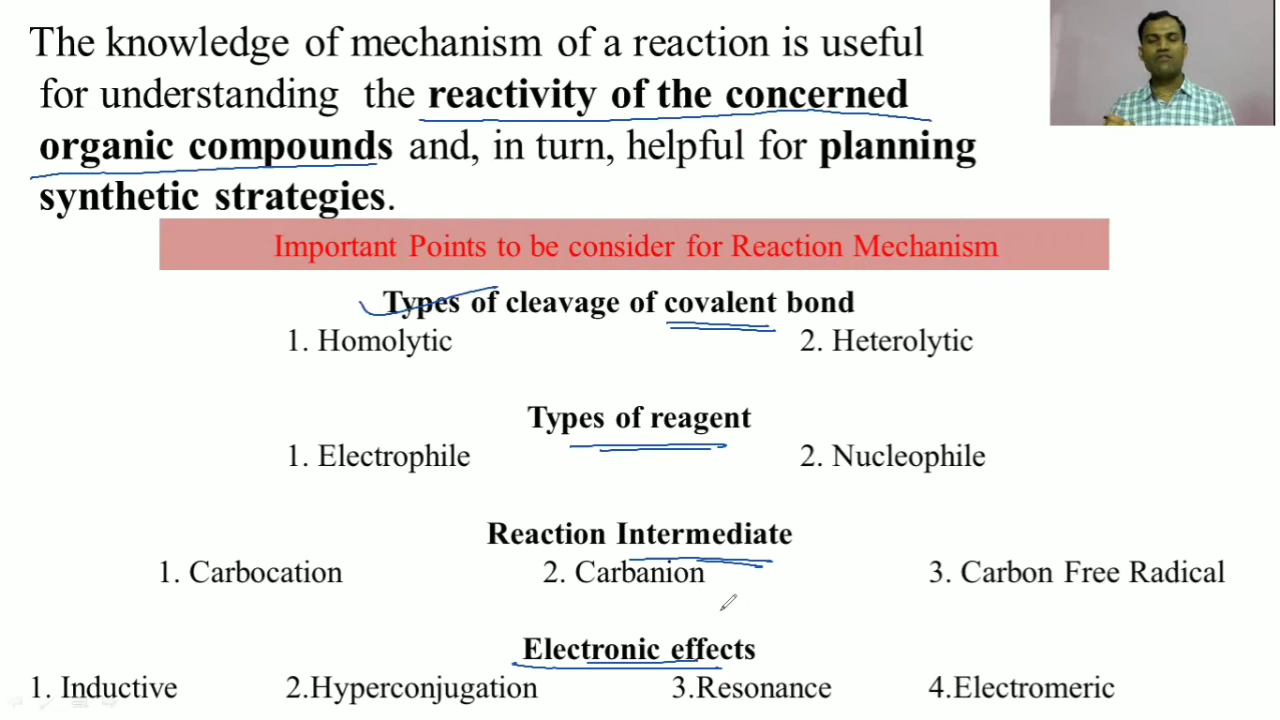 The knowledge of mechanism of a reaction is useful
for understanding the reactivity of the concerned
organic compounds and, in turn, helpful for planning
synthetic strategies.
Important Points to be consider for Reaction Mechanism
Types of cleavage of covalent bond
1. Homolytic 2. Heterolytic
Types of reagent
1. Electrophile 2. Nucleophile
Reaction Intermediate
1. Carbocation 2. Carbanion 3. Carbon Free Radical
Electronic effects
1. Inductive 2.Hyperconjugation 3.Resonance 4.Electromeric